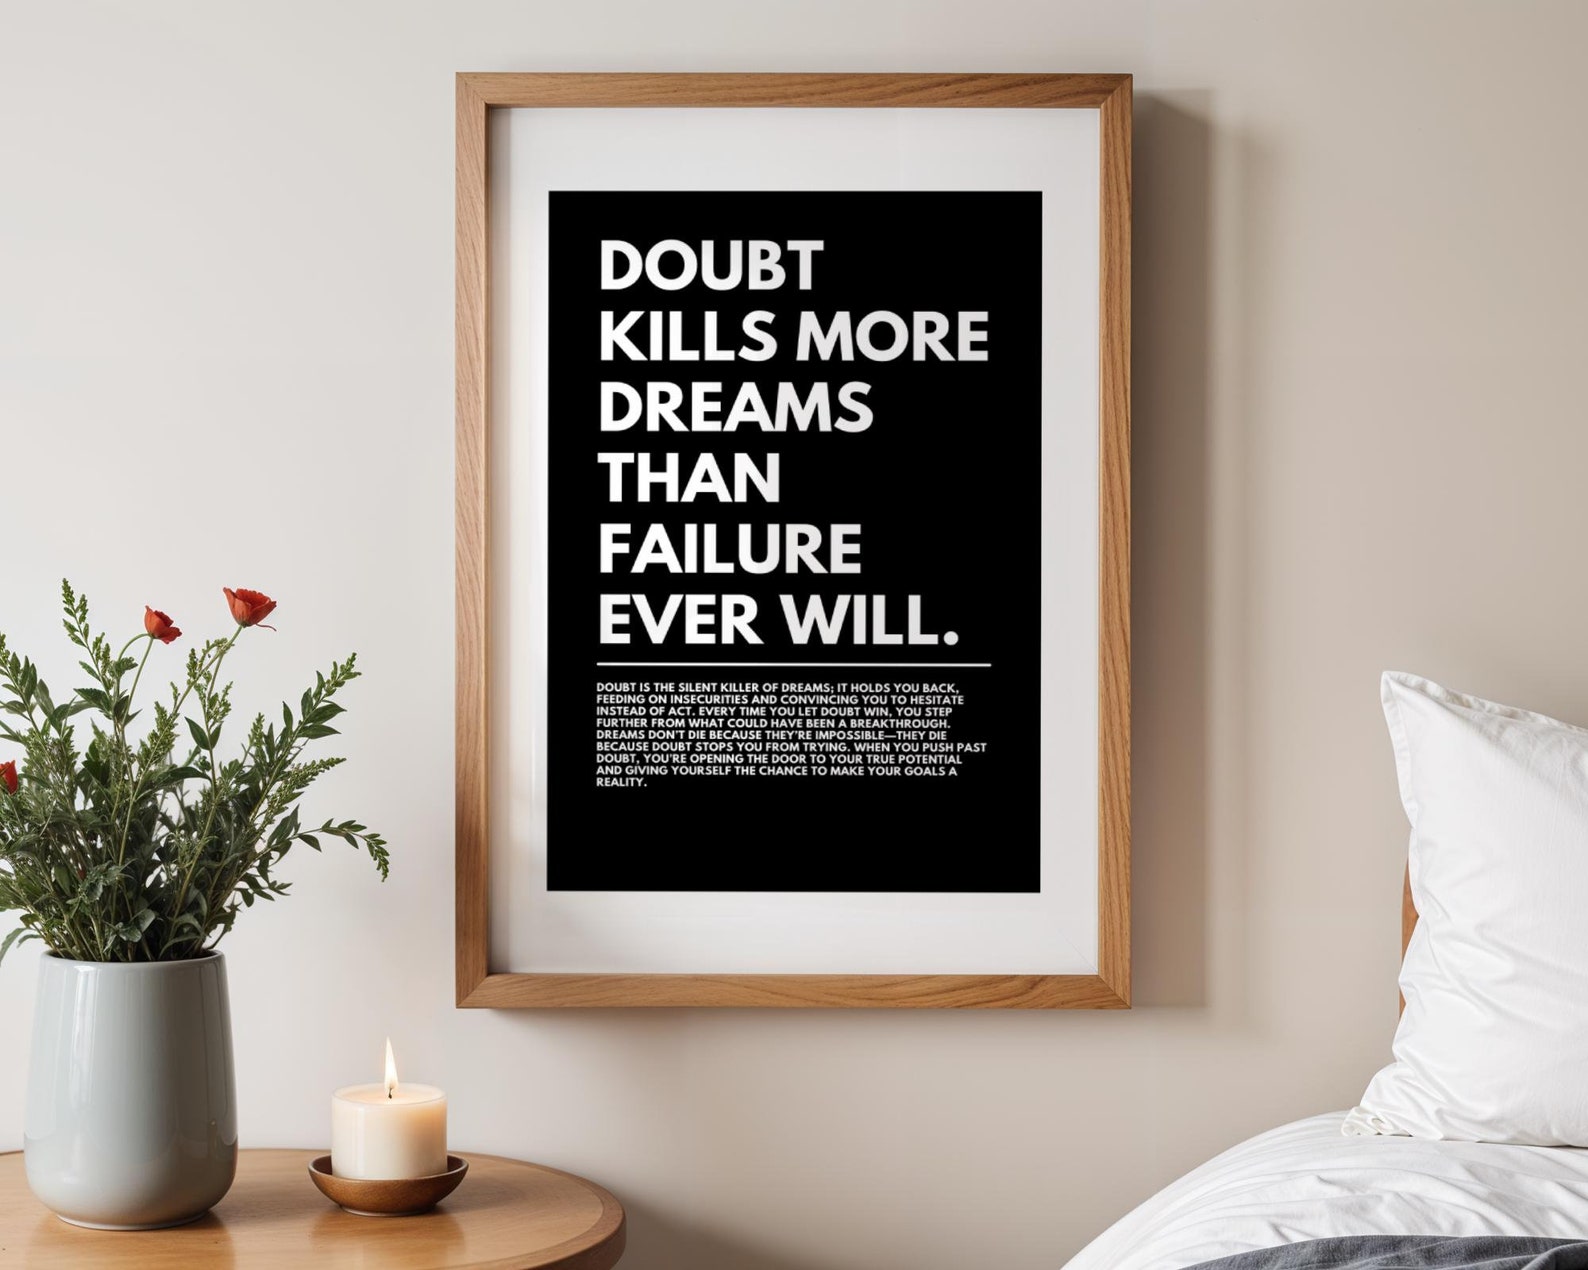 DOUBT
KILLS MORE
DREAMS
THAN
FAILURE
EVER WILL.
DOUBT IS THE SILENT KILLER OF DREAMS; IT HOLDS YOU BACK,
FEEDING ON INSECURITIES AND CONVINCING YOU TO HESITATE
INSTEAD OF ACT. EVERY TIME YOU LET DOUBT WIN, YOU STEP
FURTHER FROM WHAT COULD HAVE BEEN A BREAKTHROUGH.
DREAMS DON'T DIE BECAUSE THEY'RE IMPOSSIBLE—THEY DIE
BECAUSE DOUBT STOPS YOU FROM TRYING. WHEN YOU PUSH PAST
DOUBT, YOU'RE OPENING THE DOOR TO YOUR TRUE POTENTIAL
AND GIVING YOURSELF THE CHANCE TO MAKE YOUR GOALS A
REALITY.